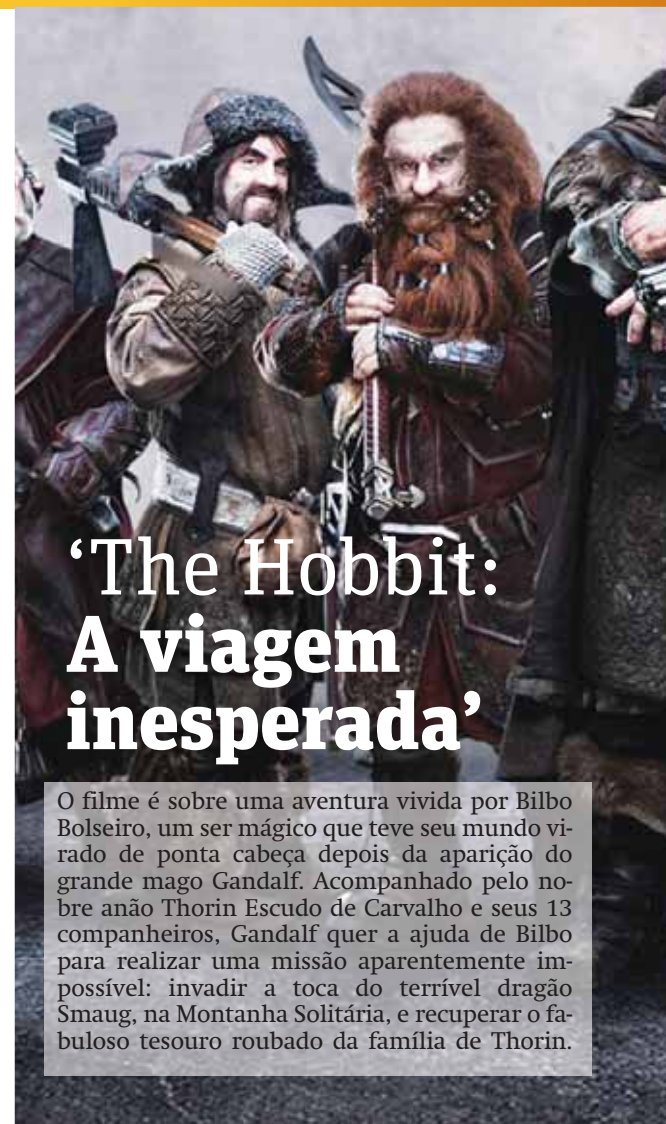 ‘The Hobbit:
A viagem
inesperada’
O filme é sobre uma aventura vivida por Bilbo
Bolseiro, um ser mágico que teve seu mundo vi-
rado de ponta cabeça depois da aparição do
grande mago Gandalf. Acompanhado pelo no-
bre anão Thorin Escudo de Carvalho e seus 13
companheiros, Gandalf quer a ajuda de Bilbo
para realizar uma missão aparentemente im-
possível: invadir a toca do terrível dragão
Smaug, na Montanha Solitária, e recuperar o fa-
buloso tesouro roubado da família de Thorin.